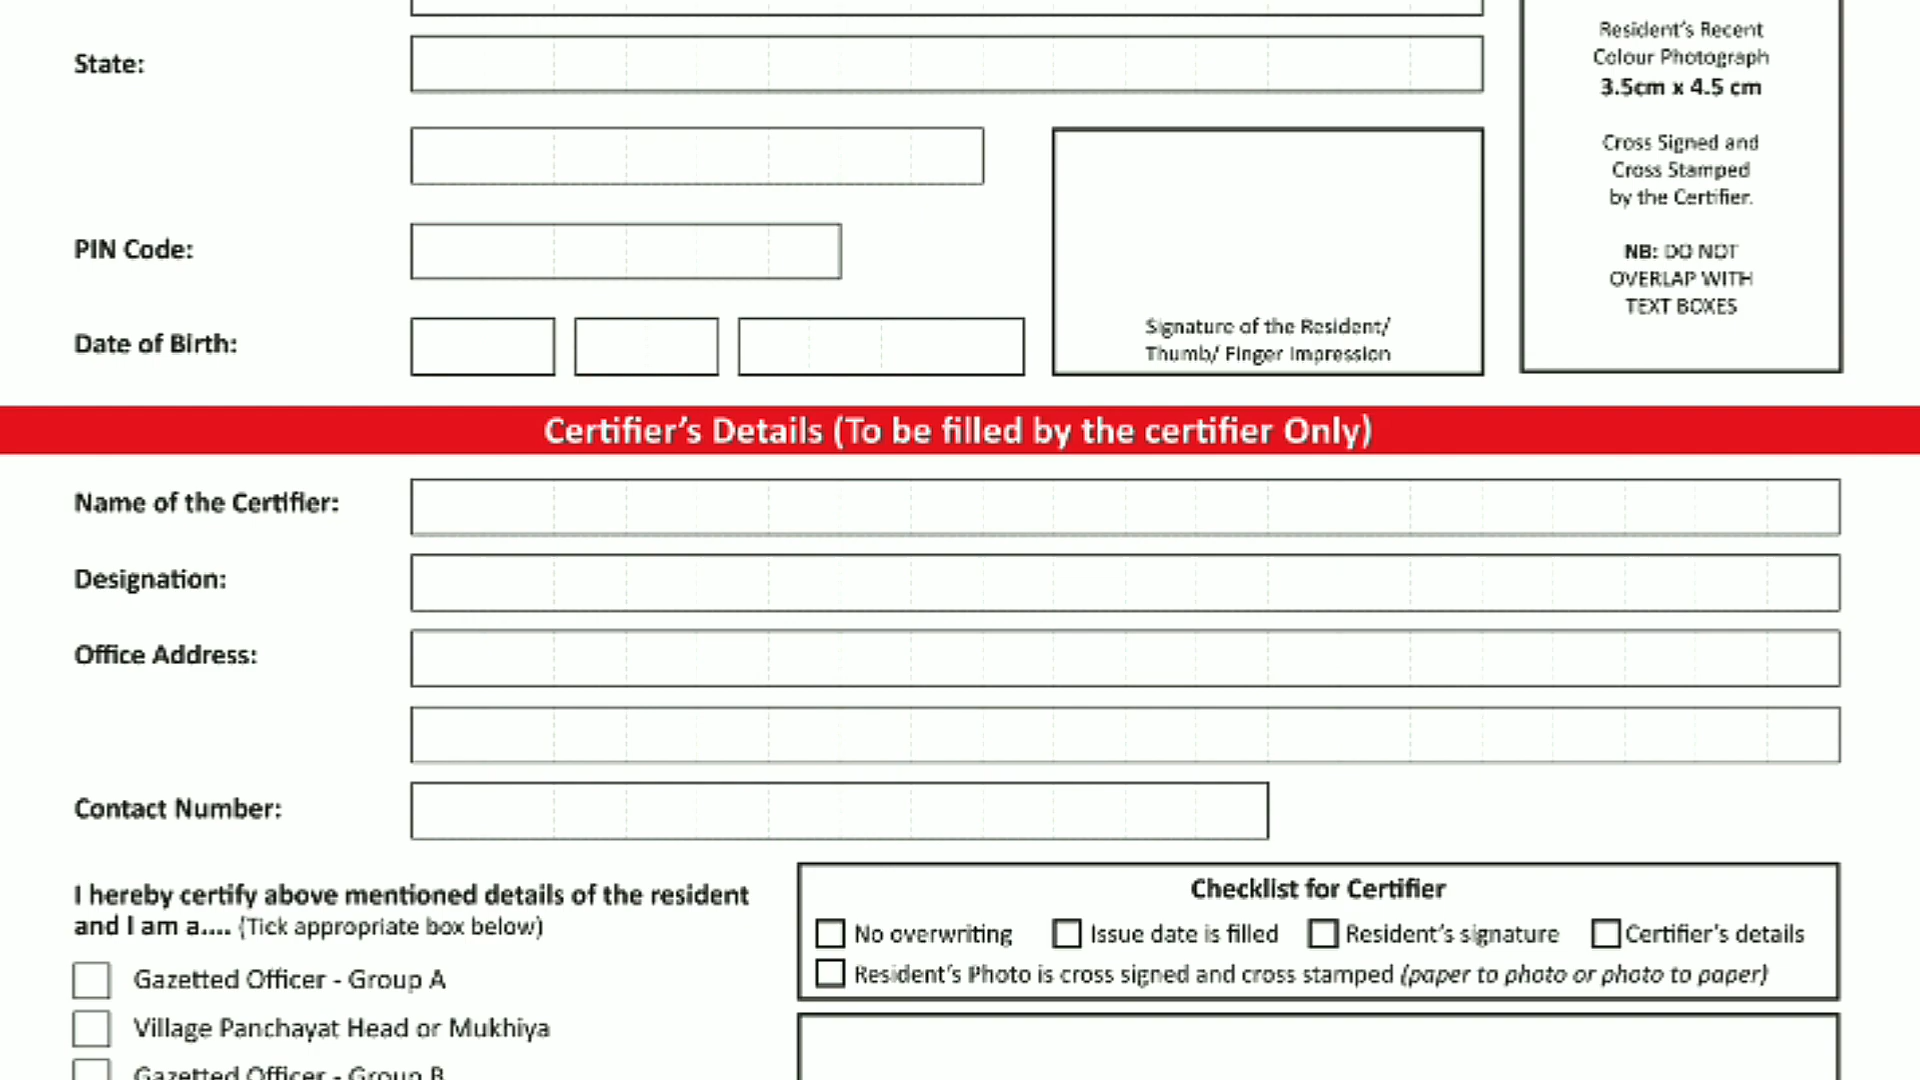 Resident's Recent
Colour Photograph
3.5cm x 4.5 cm
State:
Cross Signed and
Cross Stamped
by the Certifier.
NB: DO NOT
OVERLAP WITH
TEXT BOXES
PIN Code:
Date of Birth:
Signature of the Resident/
Thumb/ Finger Impression
Certifier's Details (To be filled by the certifier Only)
Name of the Certifier:
Designation:
Office Address:
Contact Number:
I hereby certify above mentioned details of the resident
and I am a.... (Tick appropriate box below)
Gazetted Officer - Group A
Village Panchayat Head or Mukhiya
Gazetted Officer - Group B
Checklist for Certifier
No overwriting Issue date is filled Resident's signature Certifier's details
Resident's Photo is cross signed and cross stamped (paper to photo or photo to paper)